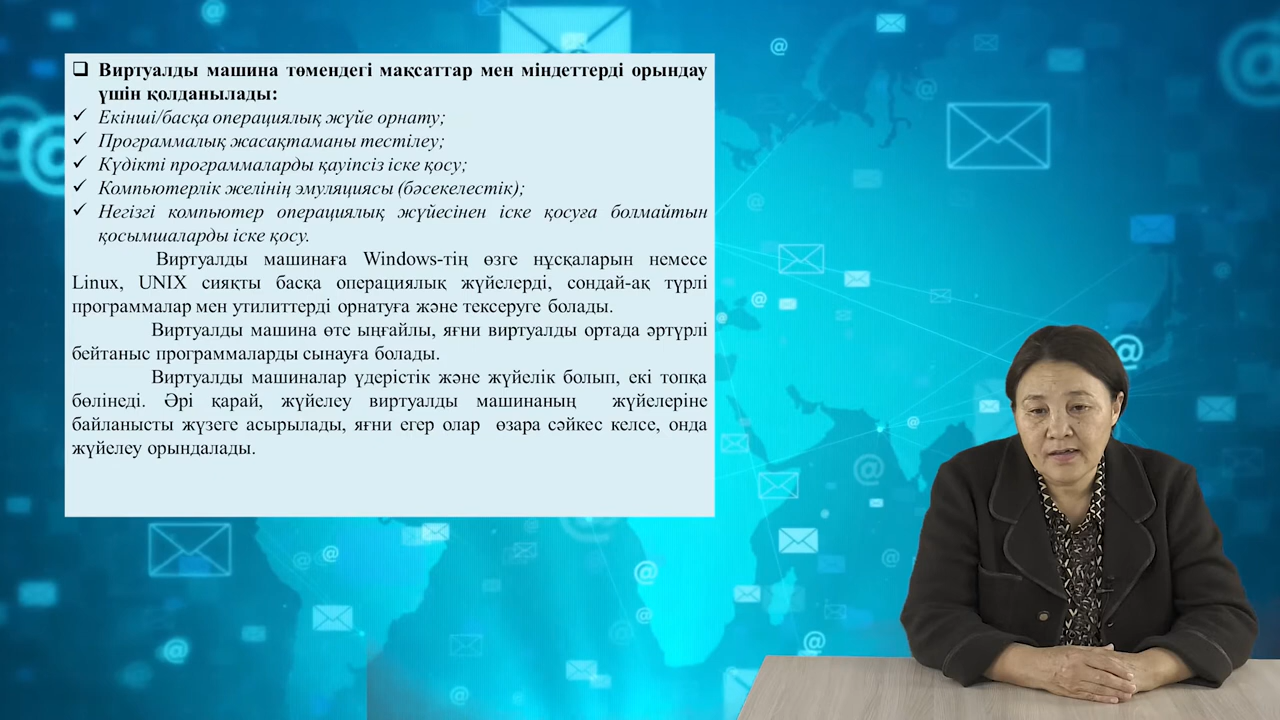 ❑ Виртуалды машина төмендегі мақсаттар мен міндеттерді орындау
үшін қолданылады:
✓ Екінші/басқа операциялық жүйе орнату;
✓ Программалық жасақтаманы тестілеу;
✓ Күдікті программаларды қауіпсіз іске қосу;
✓ Компьютерлік желінің эмуляциясы (бәсекелестік);
✓ Негізгі компьютер операциялық жүйесінен іске қосуға болмайтын
қосымшаларды іске қосу.
Виртуалды машинаға Windows-тің өзге нұсқаларын немесе
Linux, UNIX сияқты басқа операциялық жүйелерді, сондай-ақ түрлі
программалар мен утилиттерді орнатуға және тексеруге болады.
Виртуалды машина өте ыңғайлы, яғни виртуалды ортада әртүрлі
бейтаныс программаларды сынауға болады.
Виртуалды машиналар үдерістік және жүйелік болып, екі топқа
бөлінеді. Әрі қарай, жүйелеу виртуалды машинаның жүйелеріне
байланысты жүзеге асырылады, яғни егер олар өзара сәйкес келсе, онда
жүйелеу орындалады.